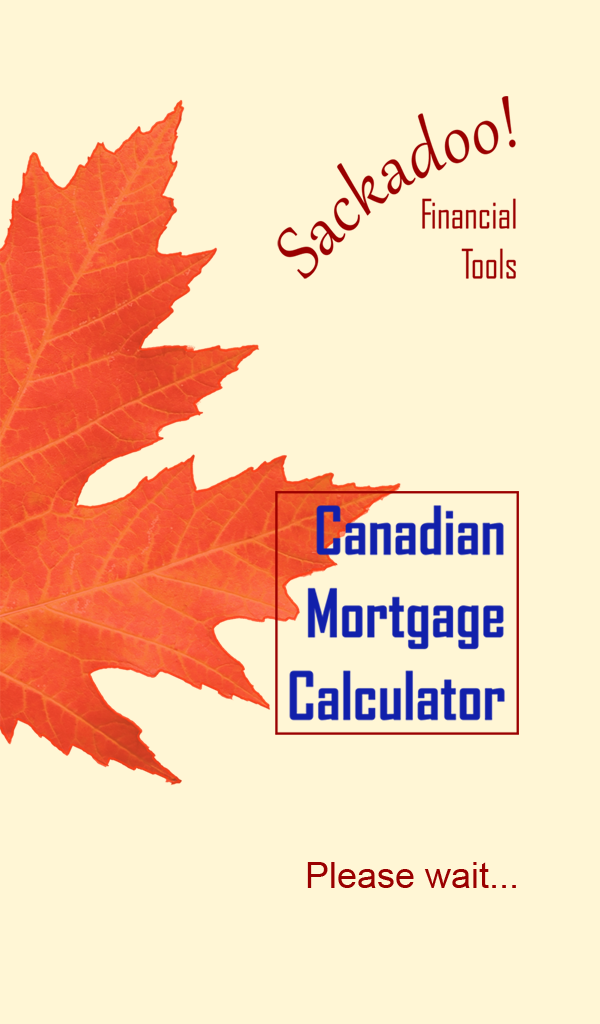 Sackadoo!
Financial
Tools
Canadian
Mortgage
Calculator
Please wait...